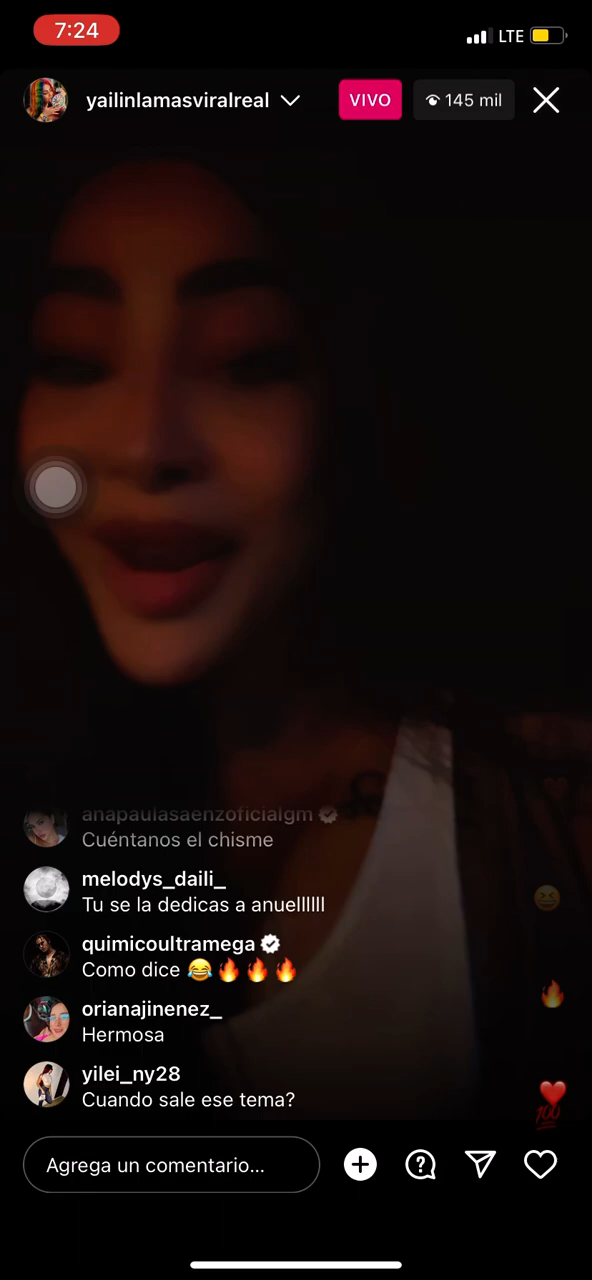 7:24
LTE
yailinlamasviralreal
VIVO
145 mil
anapaulasaenzoficialgm
Cuéntanos el chisme
melodys_daili_
Tu se la dedicas a anuellllll
quimicoultramega
Como dice 😂🔥🔥🔥
orianajinenez_
Hermosa
yilei_ny28
Cuando sale ese tema?
Agrega un comentario...